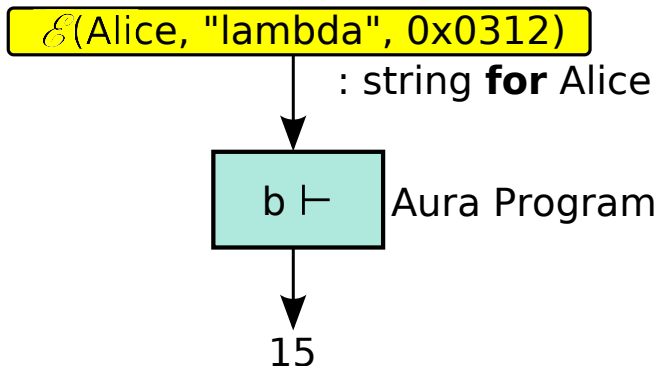 ℰ(Alice, "lambda", 0x0312)
: string for Alice
b ⊢
Aura Program
15